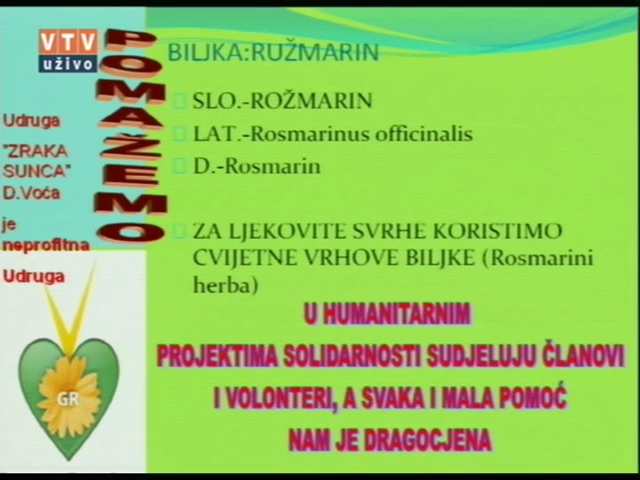 VTV
uživo
POMAŽEMO
Udruga
"ZRAKA
SUNCA"
D.Voća
je
neprofitna
Udruga
GR
BILJKA:RUŽMARIN
SLO.-ROŽMARIN
LAT.-Rosmarinus officinalis
D.-Rosmarin
ZA LJEKOVITE SVRHE KORISTIMO
CVIJETNE VRHOVE BILJKE (Rosmarini
herba)
U HUMANITARNIM
PROJEKTIMA SOLIDARNOSTI SUDJELUJU ČLANOVI
I VOLONTERI, A SVAKA I MALA POMOĆ
NAM JE DRAGOCJENA